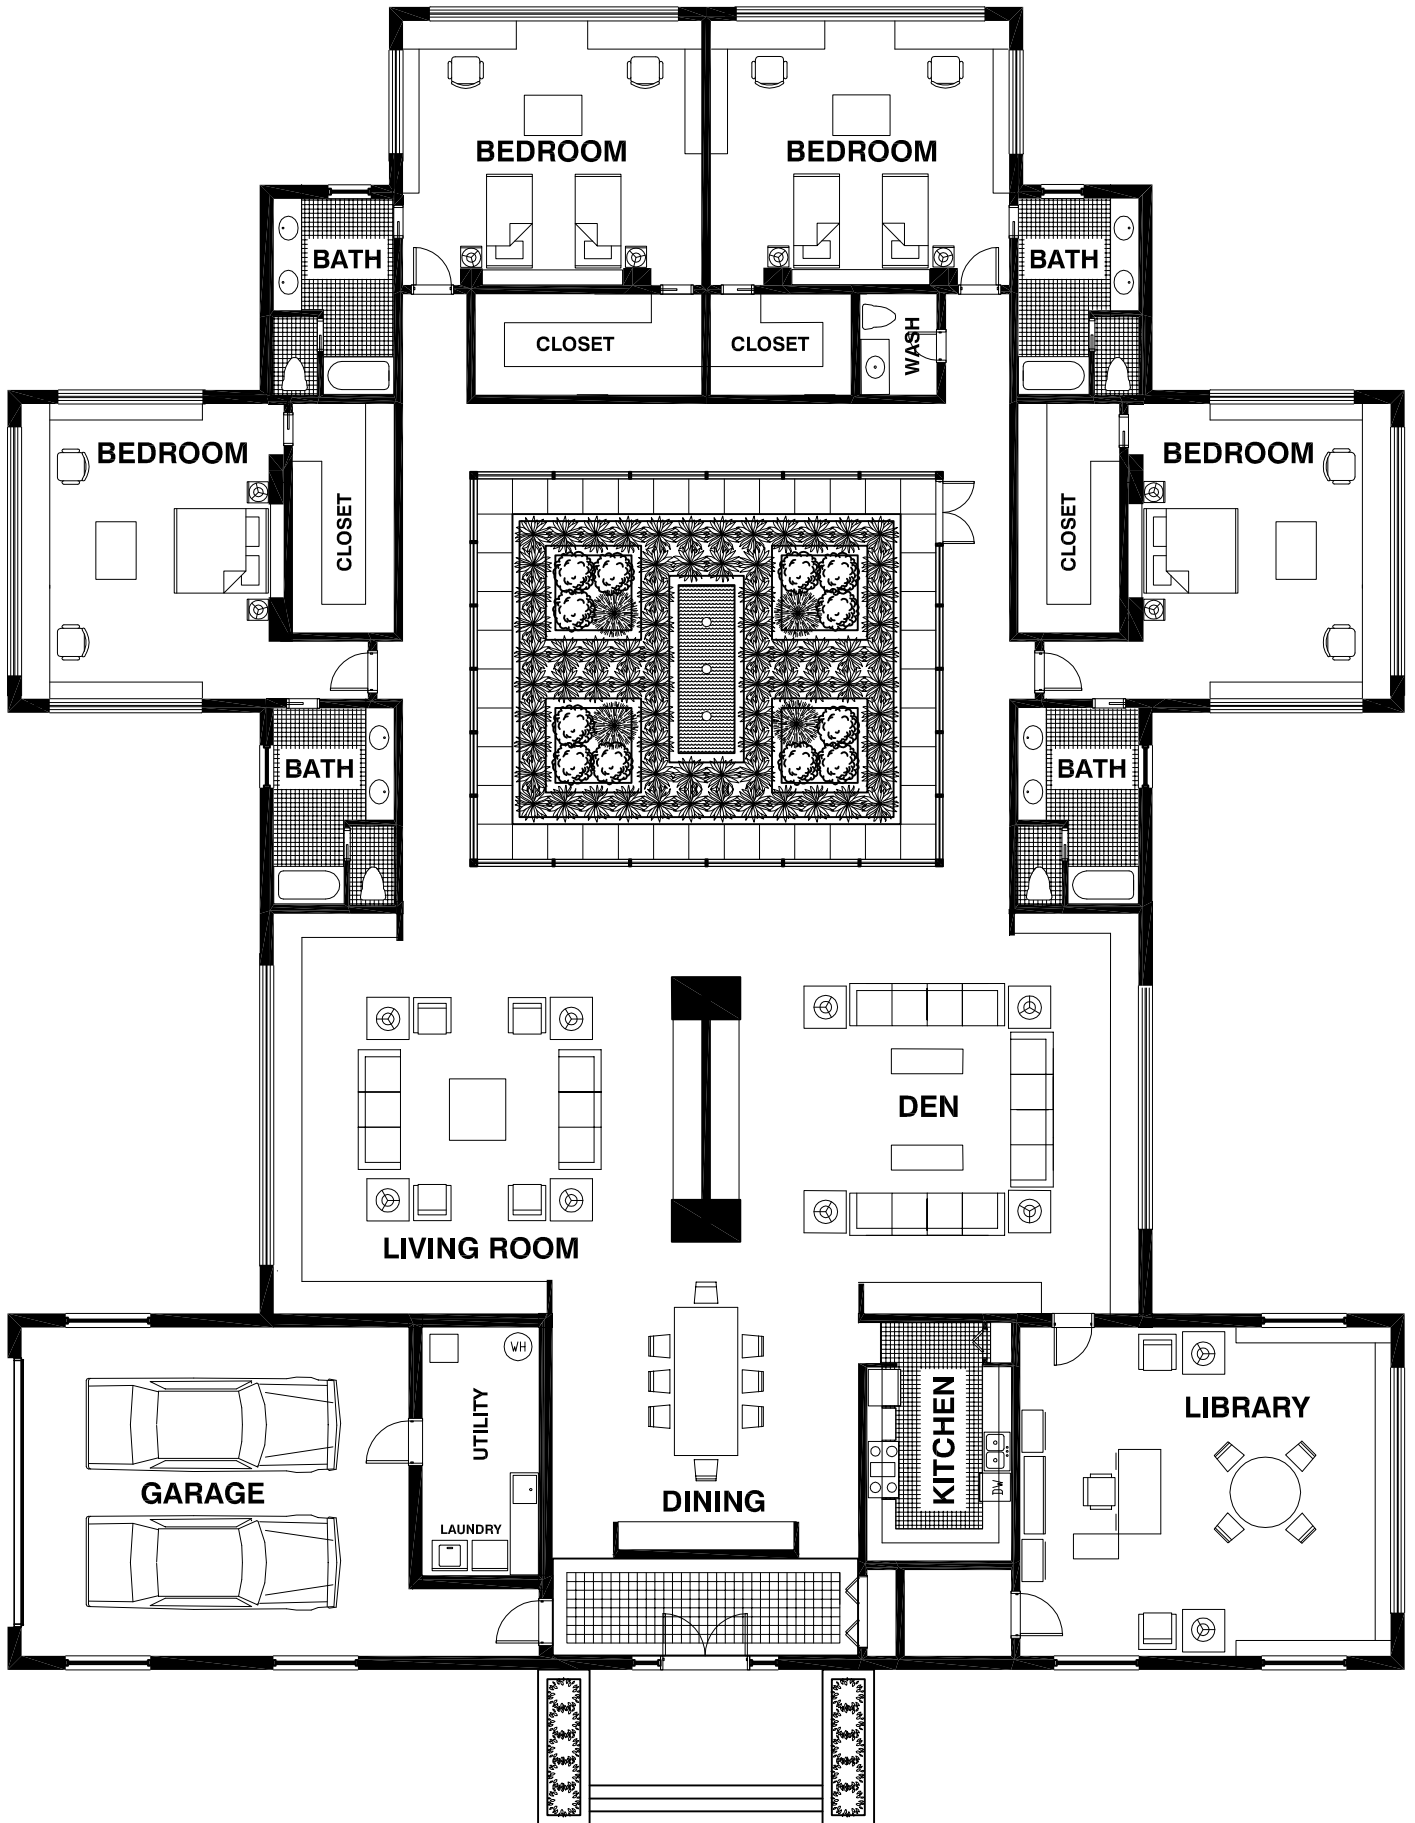 BEDROOM
BEDROOM
BATH
BATH
CLOSET
CLOSET
WASH
BEDROOM
BEDROOM
CLOSET
CLOSET
BATH
BATH
DEN
LIVING ROOM
WH
UTILITY
KITCHEN
LIBRARY
DW
GARAGE
DINING
LAUNDRY